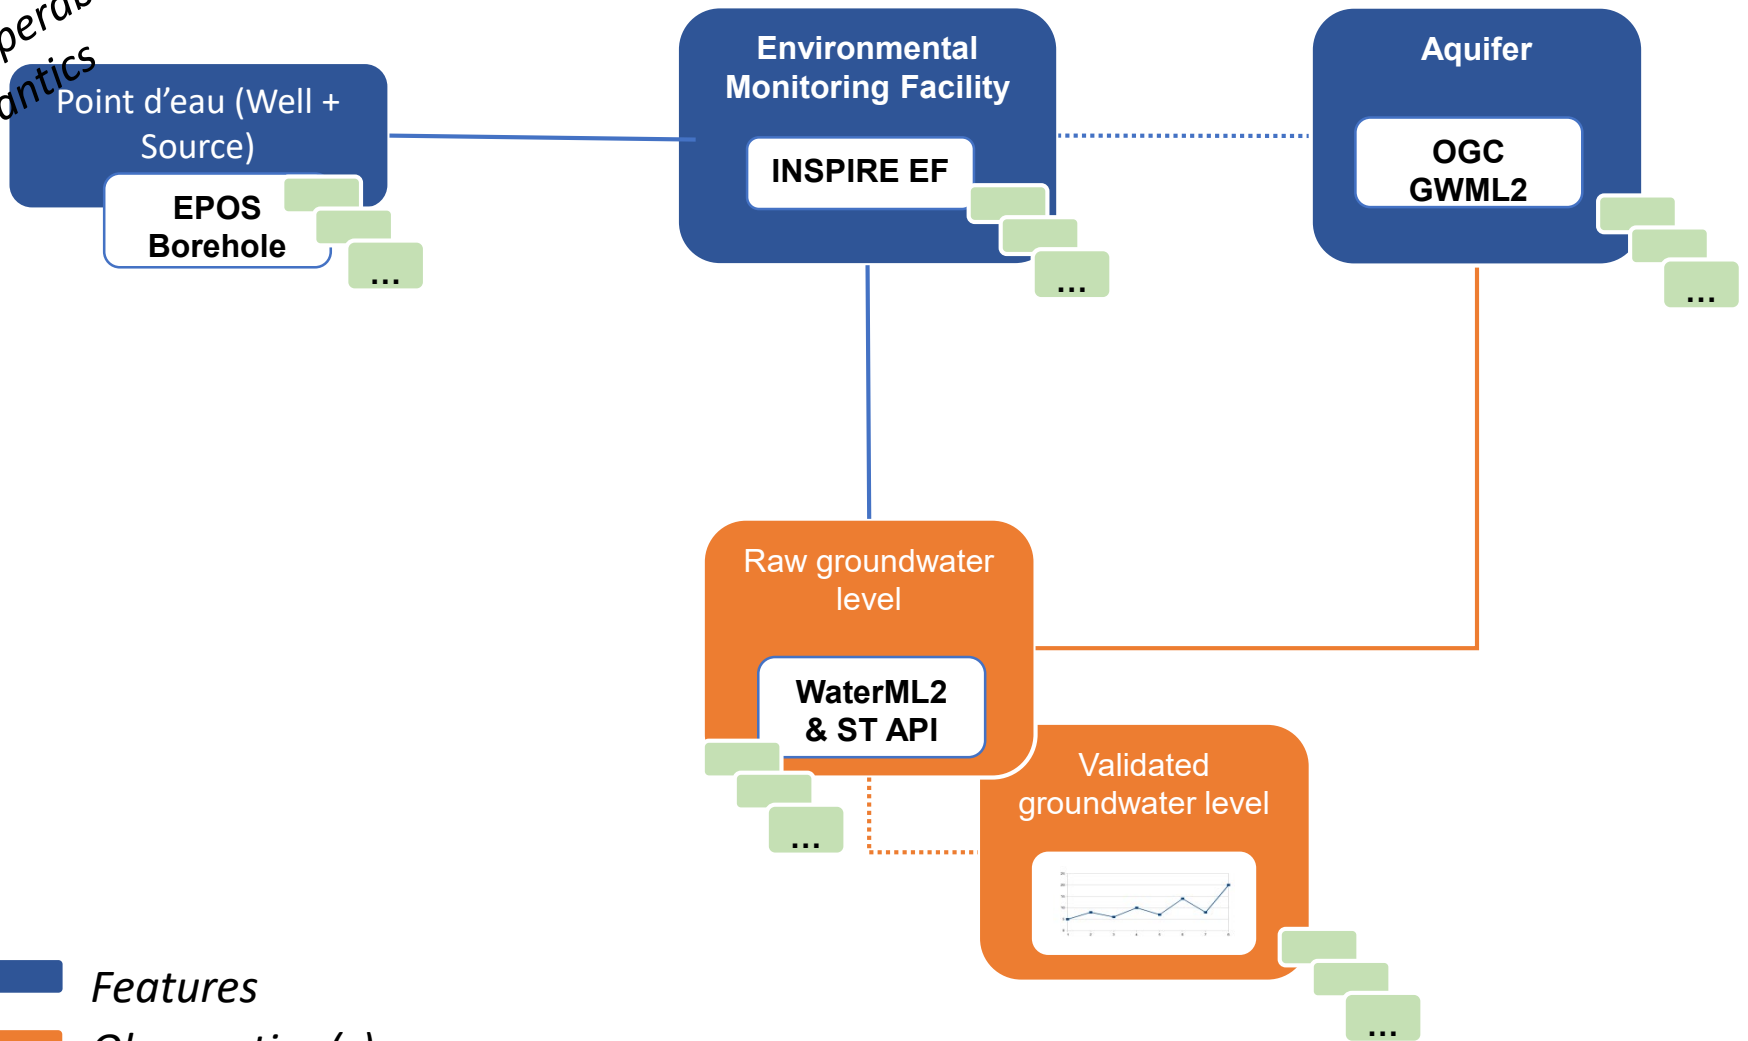 Point d’eau (Well +
Source)
EPOS
Borehole
...
Environmental
Monitoring Facility
INSPIRE EF
...
Aquifer
OGC
GWML2
...
Raw groundwater
level
WaterML2
& ST API
...
Validated
groundwater level
...
Features